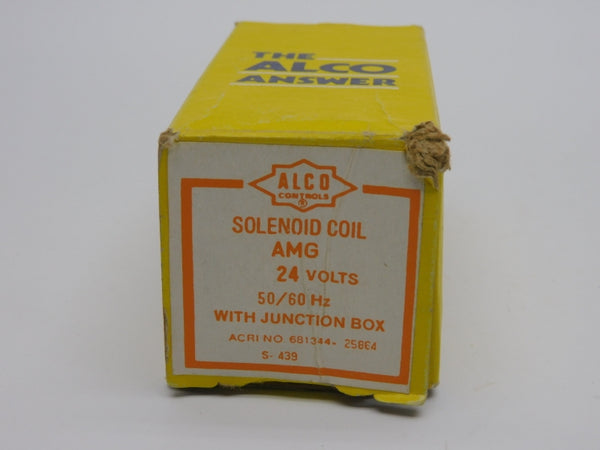 THE
ALCO
ANSWER
ALCO
CONTROLS
®
SOLENOID COIL
AMG
24 VOLTS
50/60 Hz
WITH JUNCTION BOX
ACRI NO. 681344- 25864
S- 439